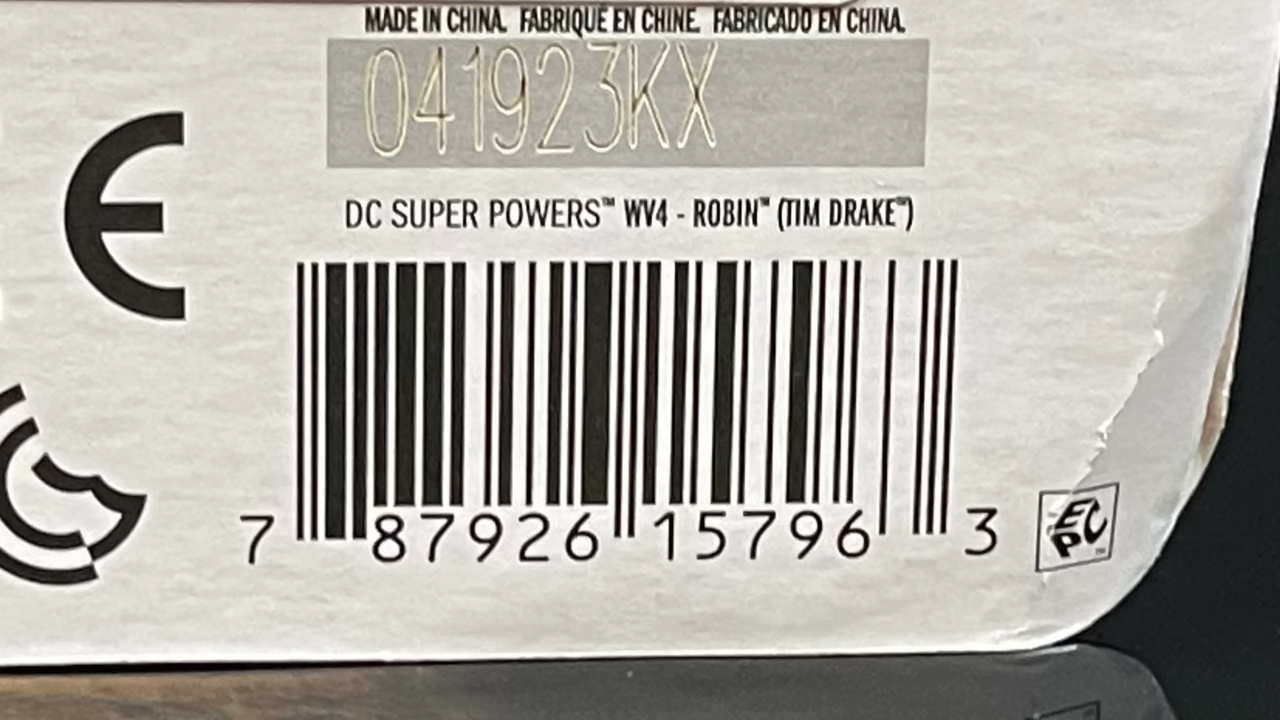 MADE IN CHINA. FABRIQUÉ EN CHINE. FABRICADO EN CHINA.
041923KX
DC SUPER POWERS™ WV4 - ROBIN™ (TIM DRAKE™)
7 87926 15796 3
EPC™